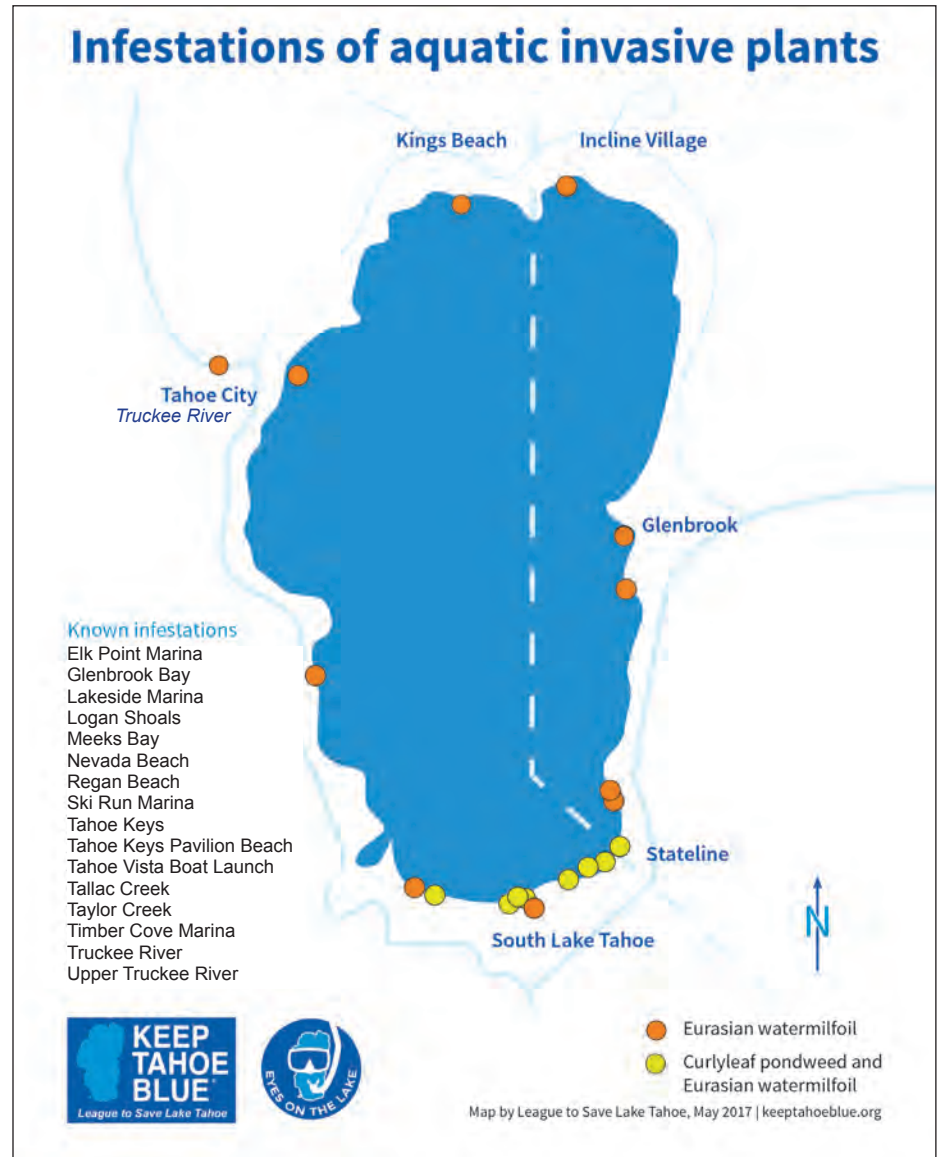 Infestations of aquatic invasive plants
Kings Beach
Incline Village
Tahoe City
Truckee River
Glenbrook
Known infestations
Elk Point Marina
Glenbrook Bay
Lakeside Marina
Logan Shoals
Meeks Bay
Nevada Beach
Regan Beach
Ski Run Marina
Tahoe Keys
Tahoe Keys Pavilion Beach
Tahoe Vista Boat Launch
Tallac Creek
Taylor Creek
Timber Cove Marina
Truckee River
Upper Truckee River
Stateline
South Lake Tahoe
N
KEEP
TAHOE
BLUE
League to Save Lake Tahoe
EYES ON THE LAKE
Eurasian watermilfoil
Curlyleaf pondweed and
Eurasian watermilfoil
Map by League to Save Lake Tahoe, May 2017 | keeptahoeblue.org